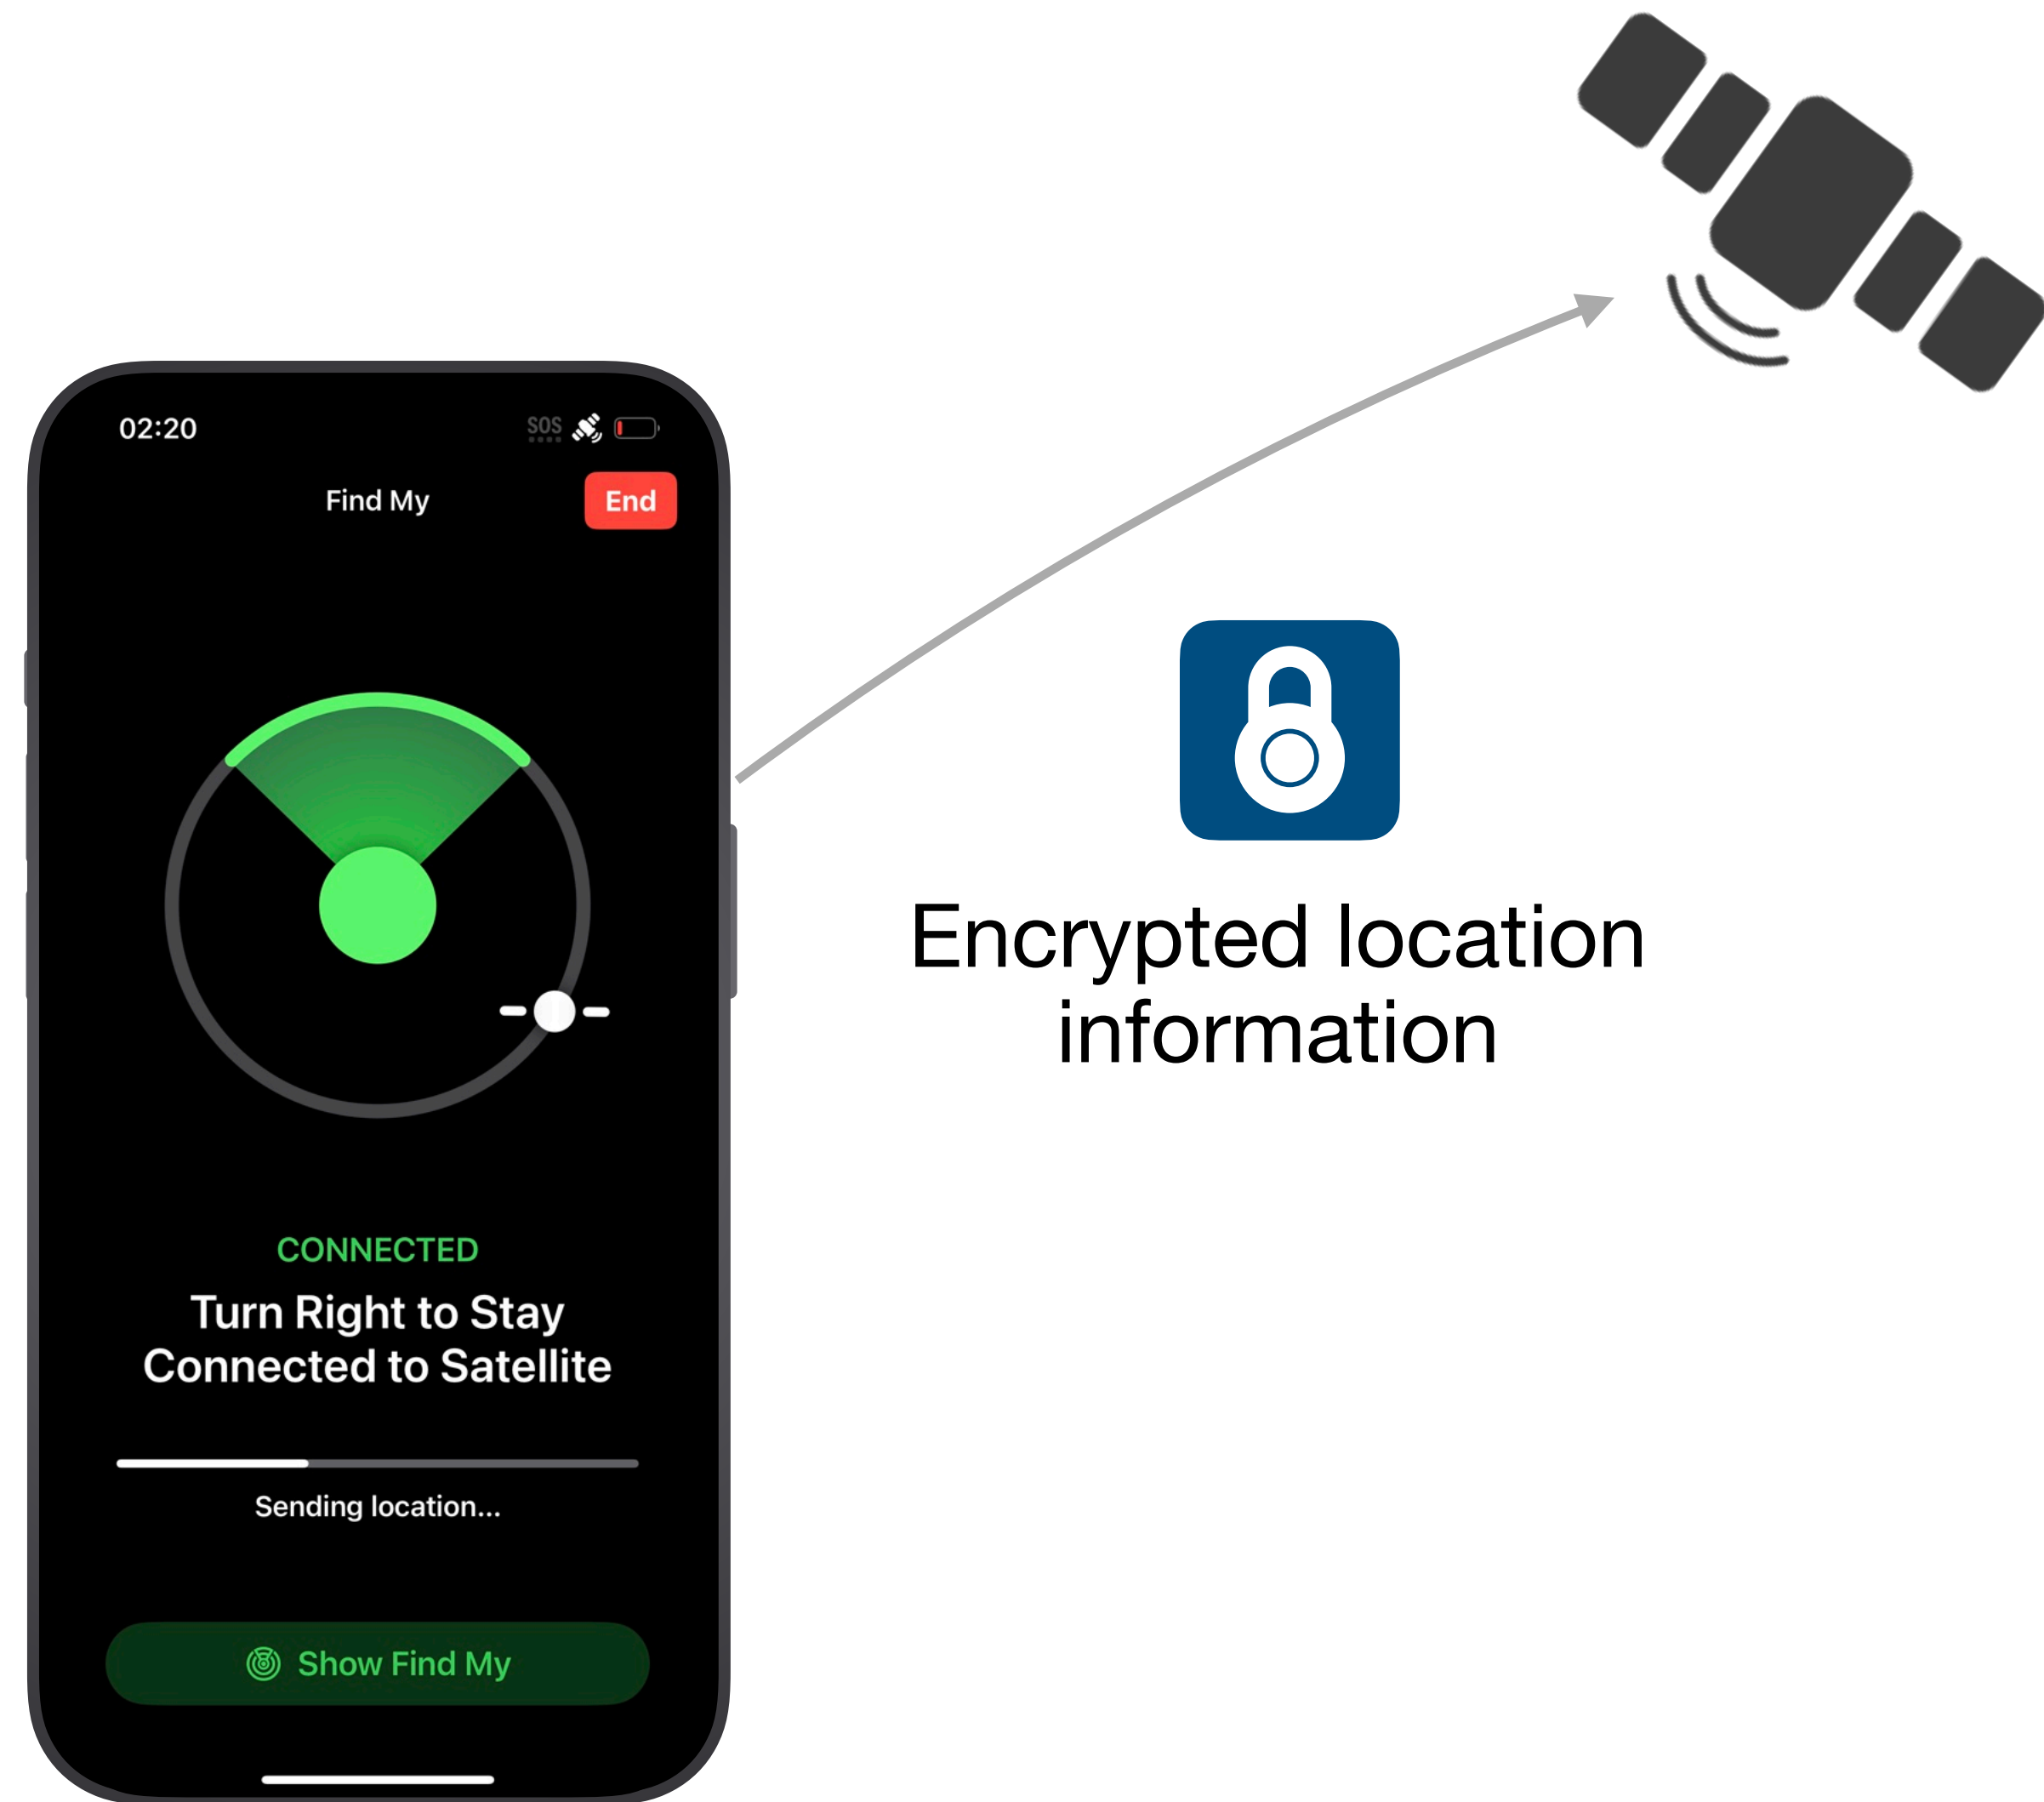 02:20
SOS
Find My
End
Encrypted location
information
CONNECTED
Turn Right to Stay
Connected to Satellite
Sending location...
Show Find My